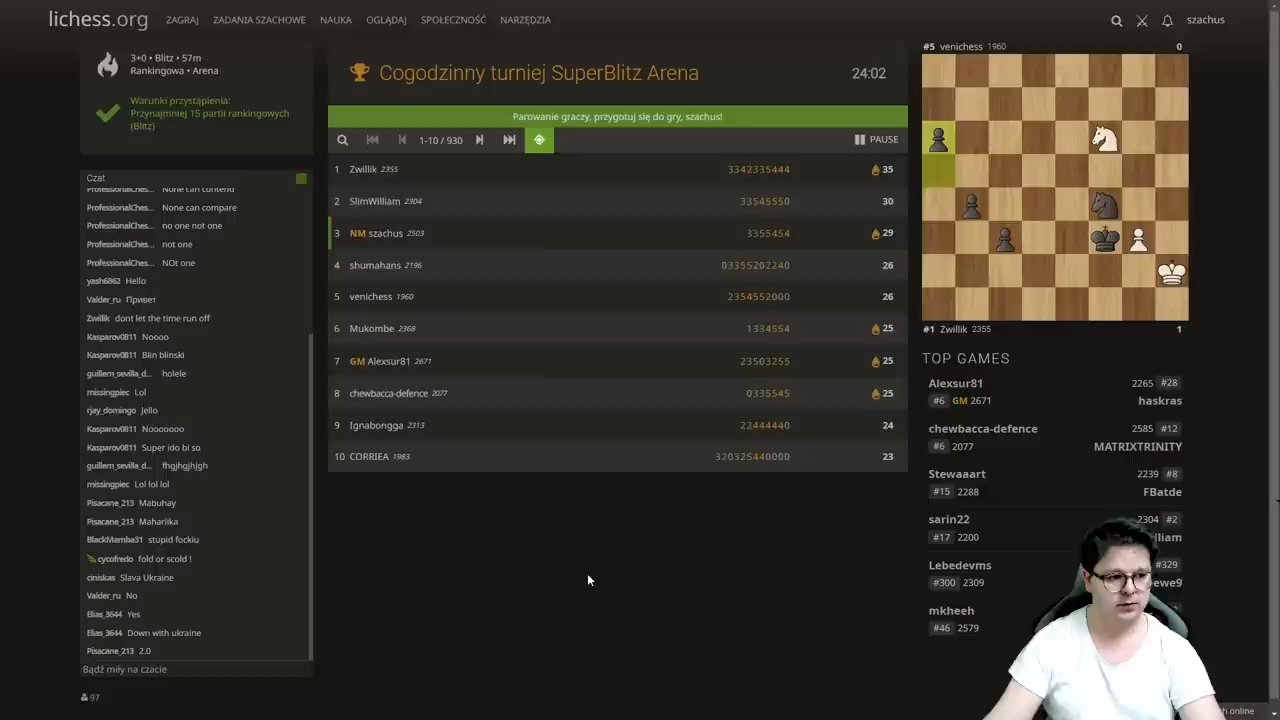 lichess.org ZAGRAJ ZADANIA SZACHOWE NAUKA OGLĄDAJ SPOŁECZNOŚĆ NARZĘDZIA szachus
3+0 • Blitz • 57m
Rankingowa • Arena
Warunki przystąpienia:
Przynajmniej 15 partii rankingowych
(Blitz)
Czat
ProfessionalChes... None can contend
ProfessionalChes... None can compare
ProfessionalChes... no one not one
ProfessionalChes... not one
ProfessionalChes... NOt one
yash6862 Hello
Valder_ru Привет
Zwillik dont let the time run off
Kasparov0811 Noooo
Kasparov0811 Blin blinski
guillem_sevilla_d... holele
missingpiec Lol
rjay_domingo Jello
Kasparov0811 Nooooooo
Kasparov0811 Super ido bi so
guillem_sevilla_d... fhgjhgjhjgh
missingpiec Lol lol lol
Pisacane_213 Mabuhay
Pisacane_213 Maharlika
BlackMamba31 stupid fockiu
cycofredo fold or scold !
ciniskas Slava Ukraine
Valder_ru No
Elias_3644 Yes
Elias_3644 Down with ukraine
Pisacane_213 2.0
Bądź miły na czacie
97
Cogodzinny turniej SuperBlitz Arena 24:02
Parowanie graczy, przygotuj się do gry, szachus!
1-10 / 930 PAUSE
1 Zwillik 2355 3342335444 35
2 SlimWilliam 2304 33545550 30
3 NM szachus 2503 3355454 29
4 shumahans 2196 03355202240 26
5 venichess 1960 2354552000 26
6 Mukombe 2368 1334554 25
7 GM Alexsur81 2671 23503255 25
8 chewbacca-defence 2077 0335545 25
9 Ignabongga 2313 22444440 24
10 CORRIEA 1983 320325440000 23
#5 venichess 1960 0
#1 Zwillik 2355 1
TOP GAMES
Alexsur81 2265 #28
#6 GM 2671 haskras
chewbacca-defence 2585 #12
#6 2077 MATRIXTRINITY
Stewaaart 2239 #8
#15 2288 FBatde
sarin22 2304 #2
#17 2200 lliam
Lebedevms #329
#300 2309 ewe9
mkheeh
#46 2579
h online